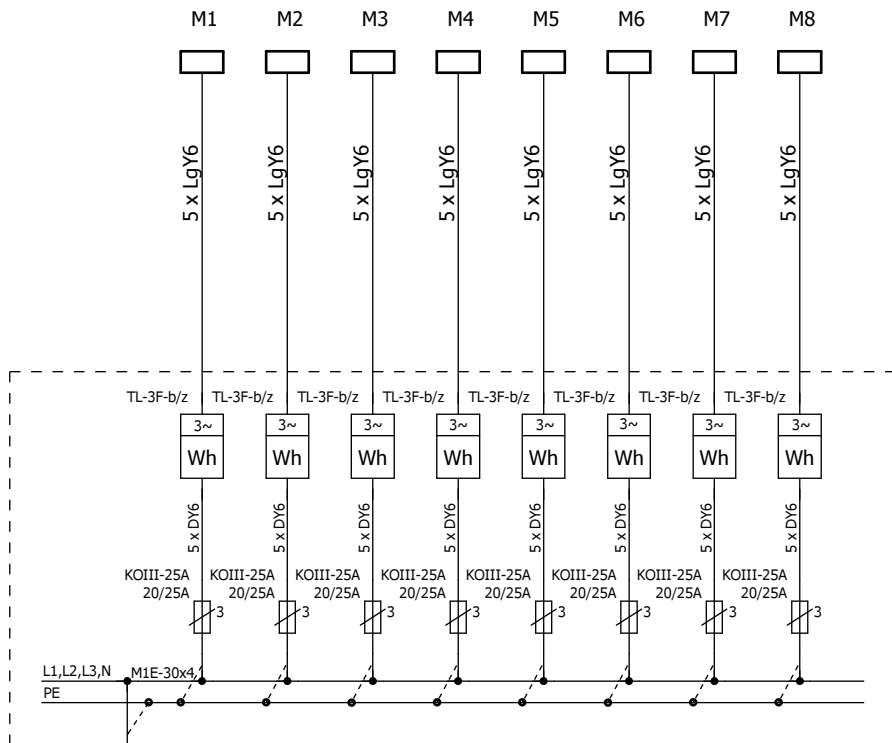 M1 M2 M3 M4 M5 M6 M7 M8
5 x LgY6 5 x LgY6 5 x LgY6 5 x LgY6 5 x LgY6 5 x LgY6 5 x LgY6 5 x LgY6
TL-3F-b/z TL-3F-b/z TL-3F-b/z TL-3F-b/z TL-3F-b/z TL-3F-b/z TL-3F-b/z TL-3F-b/z
3~ 3~ 3~ 3~ 3~ 3~ 3~ 3~
Wh Wh Wh Wh Wh Wh Wh Wh
5 x DY6 5 x DY6 5 x DY6 5 x DY6 5 x DY6 5 x DY6 5 x DY6 5 x DY6
KOIII-25A KOIII-25A KOIII-25A KOIII-25A KOIII-25A KOIII-25A KOIII-25A KOIII-25A
20/25A 20/25A 20/25A 20/25A 20/25A 20/25A 20/25A 20/25A
3 3 3 3 3 3 3 3
L1,L2,L3,N M1E-30x4
PE